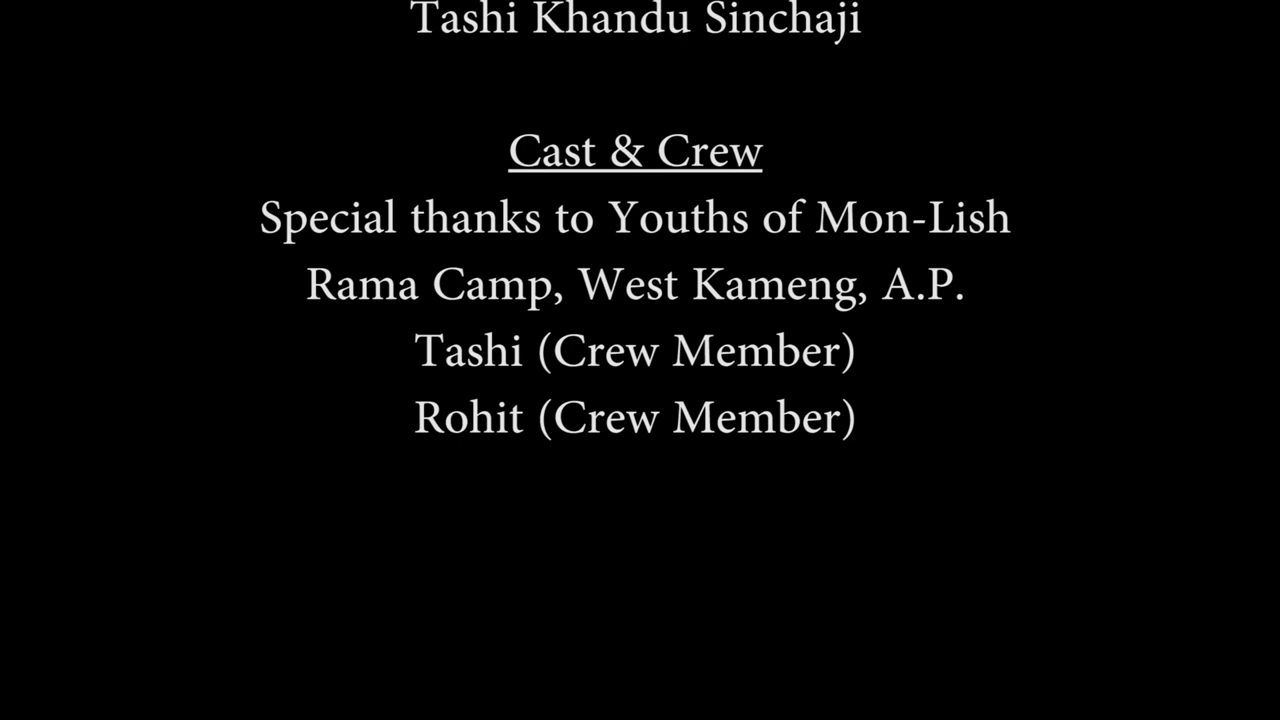 Tashi Khandu Sinchaji
Cast & Crew
Special thanks to Youths of Mon-Lish
Rama Camp, West Kameng, A.P.
Tashi (Crew Member)
Rohit (Crew Member)